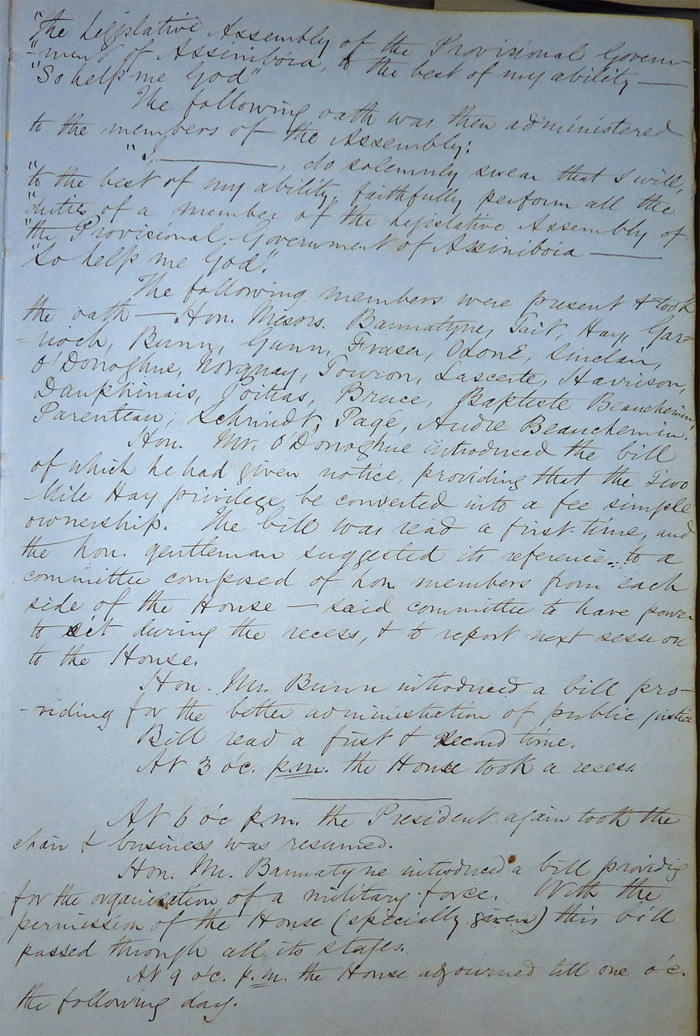 "the Legislative Assembly of the Provisional Govern-
"ment of Assiniboia, to the best of my ability —
"So help me God"
The following oath was then administered
to the members of the Assembly:
"I, ————, do solemnly swear that I will,
"to the best of my ability, faithfully perform all the
"duties of a member of the Legislative Assembly of
"the Provisional Government of Assiniboia —
"So help me God".
The following members were present & took
the oath — Hon. Messrs. Bannatyne, Tait, Hay, Gar-
-rioch, Bunn, Gunn, Fraser, Ozone, Sinclair,
O'Donoghue, Norquay, Touron, Lascerte, Harrison,
Dauphinais, Poitras, Bruce, Baptiste Beauchemin,
Parenteau, Schmidt, Pagé, Andre Beauchemin.
Hon. Mr. O'Donoghue introduced the bill
of which he had given notice, providing that the Two
Mile Hay privilege be converted into a fee simple
ownership. The bill was read a first time, and
the hon. gentleman suggested its reference to a
committee composed of hon. members from each
side of the House — said committee to have power
to sit during the recess, & to report next session
to the House.
Hon. Mr. Bunn introduced a bill pro-
-viding for the better administration of public justice
Bill read a first & second time.
At 3 oc. p.m. the House took a recess.
At 6 o'c p.m. the President again took the
chair & business was resumed.
Hon. Mr. Bannatyne introduced a bill providig
for the organization of a military force. With the
permission of the House (specially given) this bill
passed through all its stages.
At 9 o'c. p.m. the House adjourned till one o'c.
the following day.